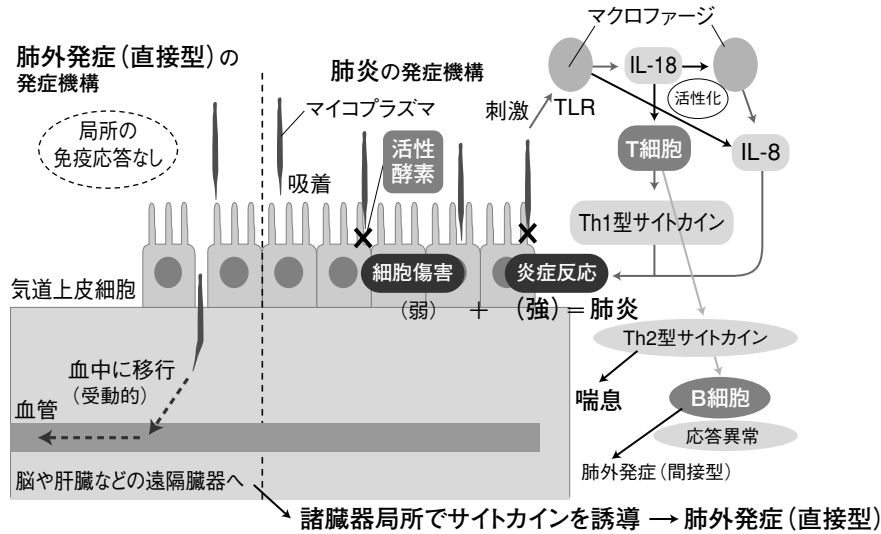 肺外発症（直接型）の
発症機構
局所の
免疫応答なし
肺炎の発症機構
マイコプラズマ
吸着
活性
酵素
刺激
TLR
マクロファージ
IL-18
活性化
T細胞
IL-8
Th1型サイトカイン
細胞傷害
炎症反応
（弱）
＋
（強）＝肺炎
気道上皮細胞
血中に移行
（受動的）
血管
Th2型サイトカイン
喘息
B細胞
応答異常
肺外発症（間接型）
脳や肝臓などの遠隔臓器へ
諸臓器局所でサイトカインを誘導→肺外発症（直接型）